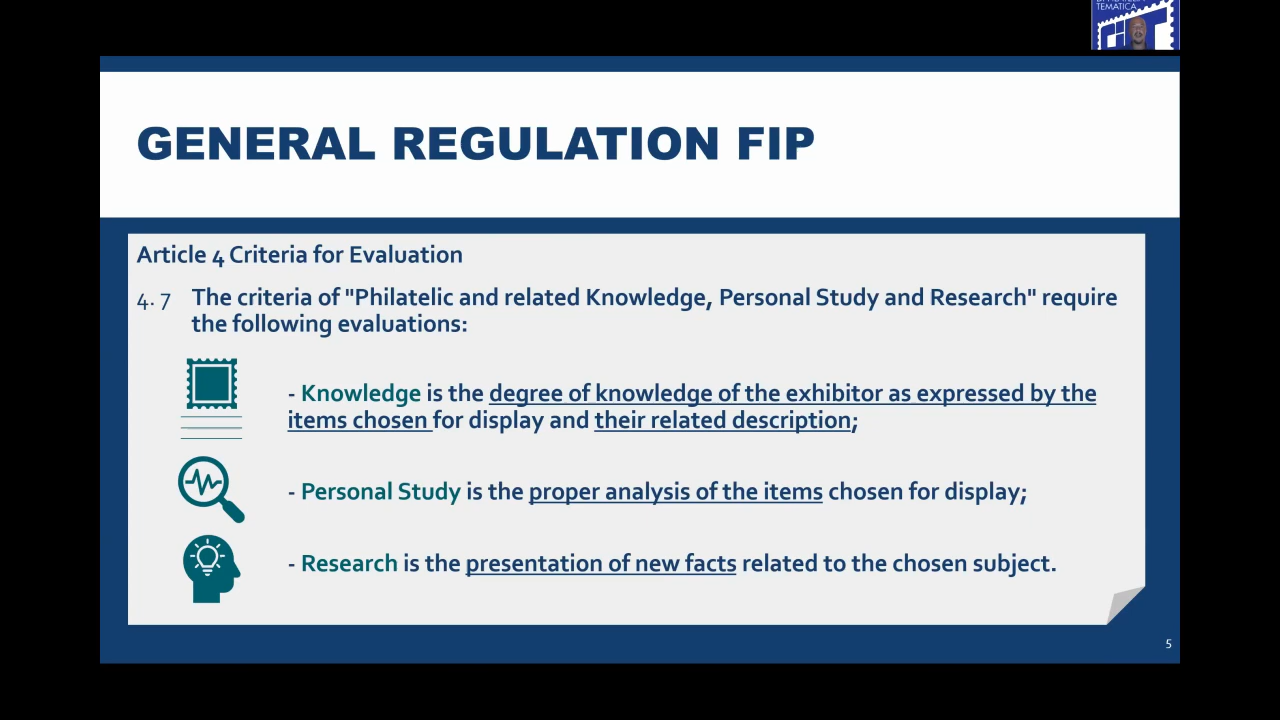 TEMATICA
GENERAL REGULATION FIP
Article 4 Criteria for Evaluation
4. 7 The criteria of "Philatelic and related Knowledge, Personal Study and Research" require
the following evaluations:
- Knowledge is the degree of knowledge of the exhibitor as expressed by the
items chosen for display and their related description;
- Personal Study is the proper analysis of the items chosen for display;
- Research is the presentation of new facts related to the chosen subject.
5